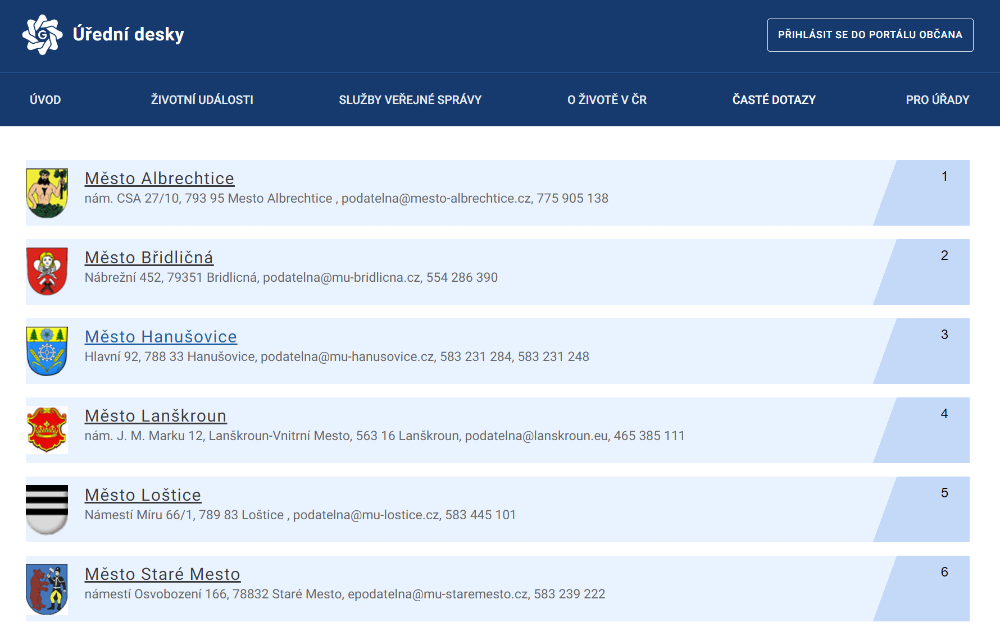 G
Úřední desky
PŘIHLÁSIT SE DO PORTÁLU OBČANA
ÚVOD
ŽIVOTNÍ UDÁLOSTI
SLUŽBY VEŘEJNÉ SPRÁVY
O ŽIVOTĚ V ČR
ČASTÉ DOTAZY
PRO ÚŘADY
Město Albrechtice
1
nám. CSA 27/10, 793 95 Mesto Albrechtice , podatelna@mesto-albrechtice.cz, 775 905 138
Město Břidličná
2
Nábrežní 452, 79351 Bridlicná, podatelna@mu-bridlicna.cz, 554 286 390
Město Hanušovice
3
Hlavní 92, 788 33 Hanušovice, podatelna@mu-hanusovice.cz, 583 231 284, 583 231 248
Město Lanškroun
4
nám. J. M. Marku 12, Lanškroun-Vnitrní Mesto, 563 16 Lanškroun, podatelna@lanskroun.eu, 465 385 111
Město Loštice
5
Námestí Míru 66/1, 789 83 Loštice , podatelna@mu-lostice.cz, 583 445 101
Město Staré Mesto
6
námestí Osvobození 166, 78832 Staré Mesto, epodatelna@mu-staremesto.cz, 583 239 222